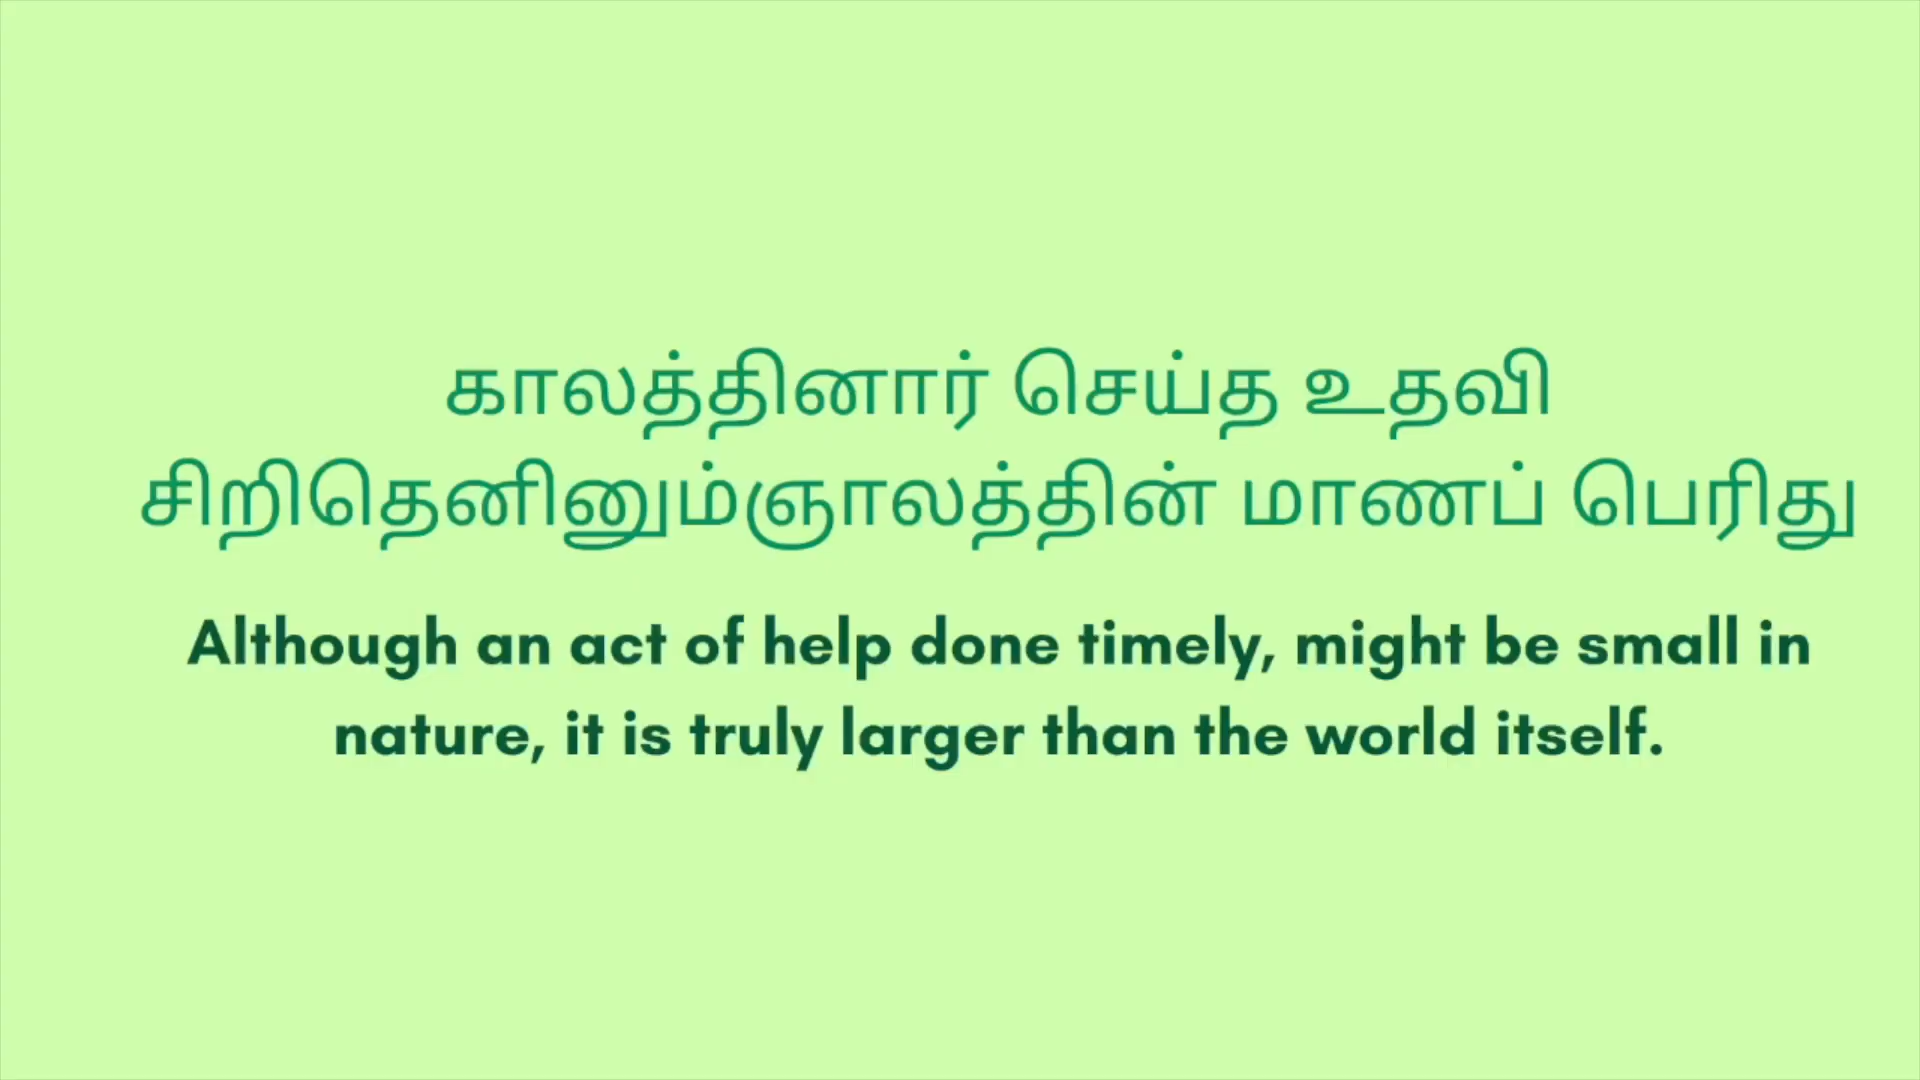 காலத்தினார் செய்த உதவி
சிறிதெனினும்ஞாலத்தின் மாணப் பெரிது
Although an act of help done timely, might be small in
nature, it is truly larger than the world itself.